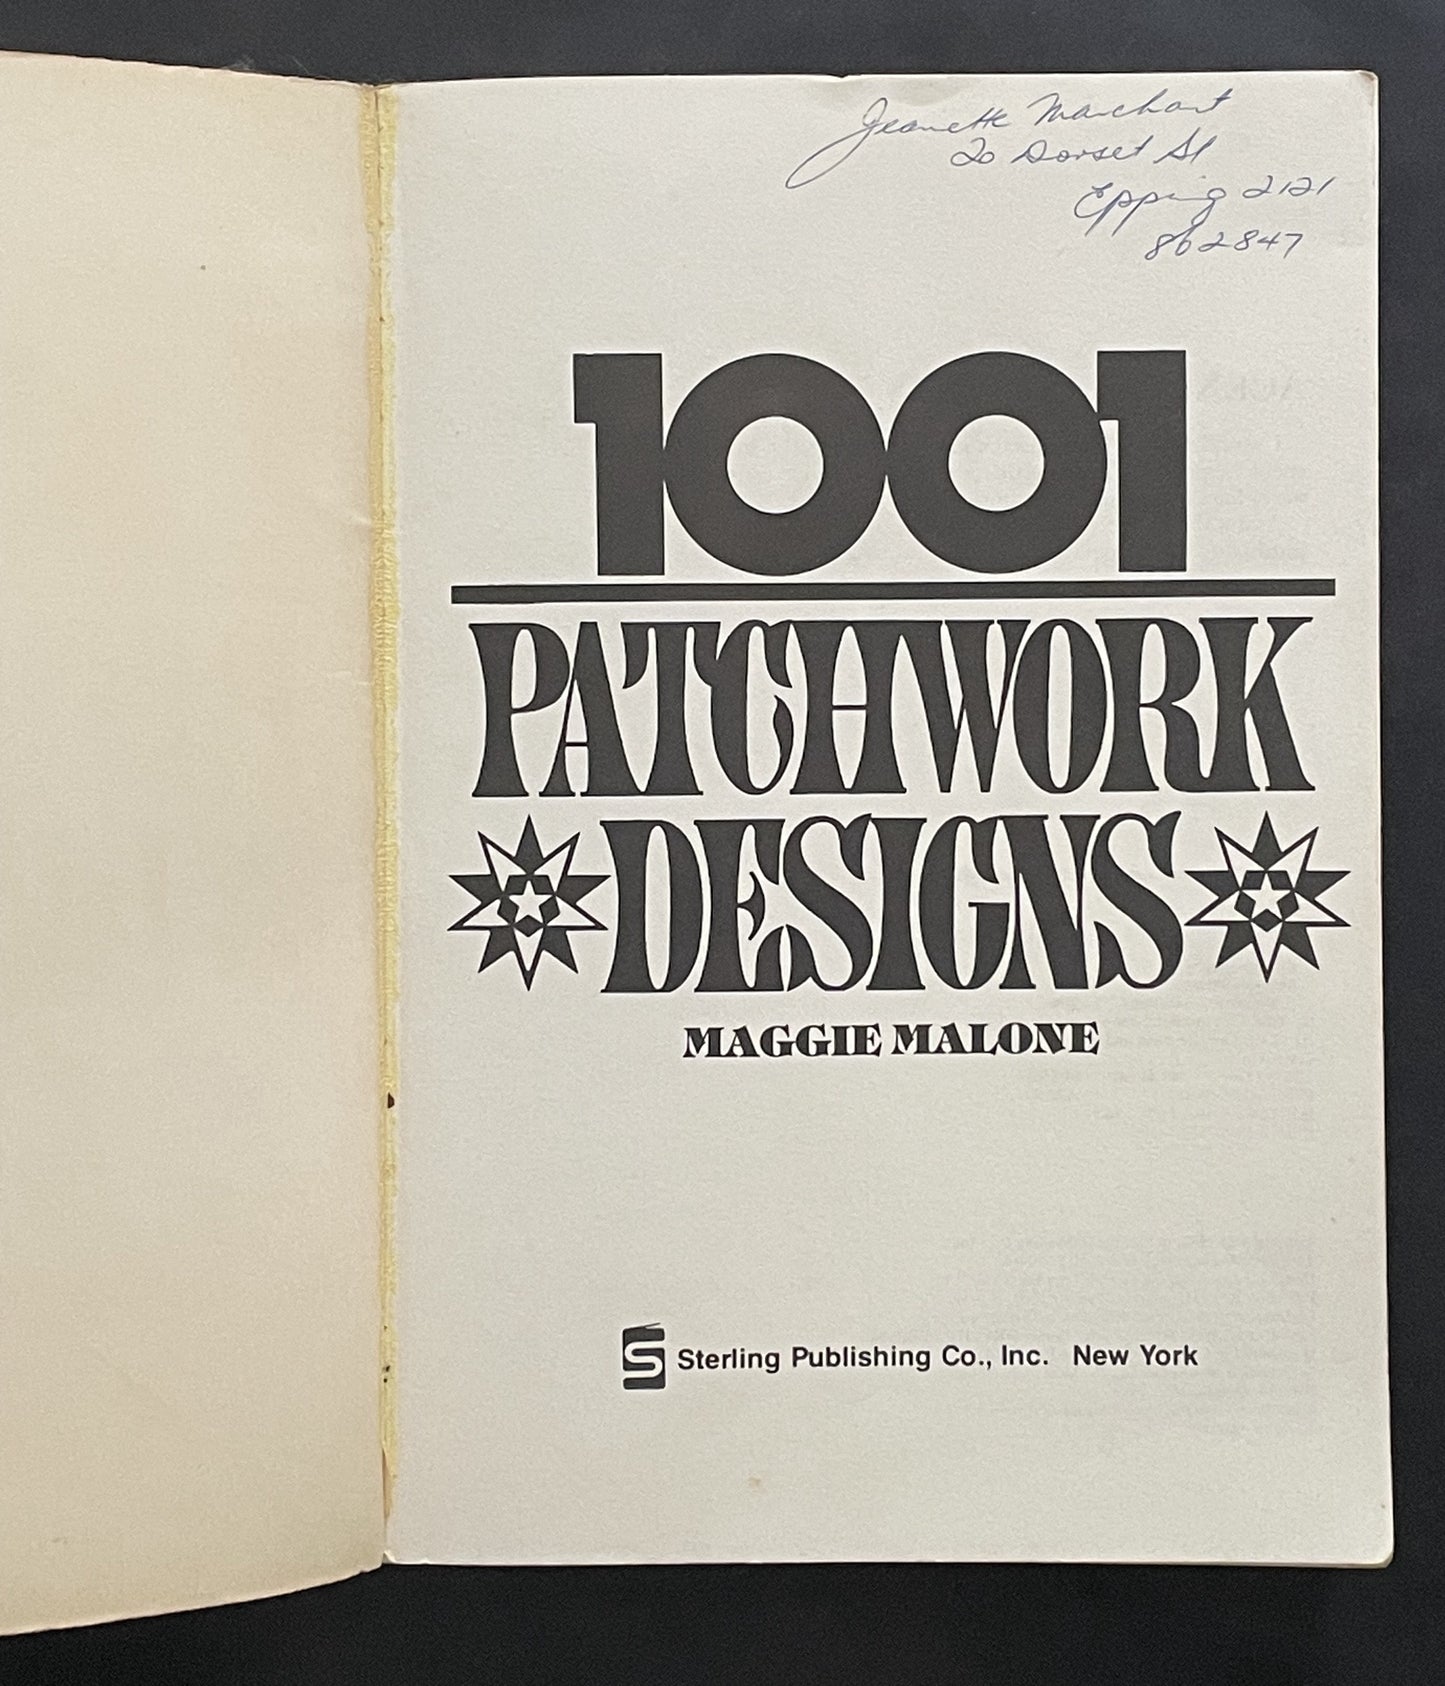 Jeanette Marchant
20 Dorset St
Epping 2121
862847
1001
PATCHWORK
DESIGNS
MAGGIE MALONE
S Sterling Publishing Co., Inc. New York